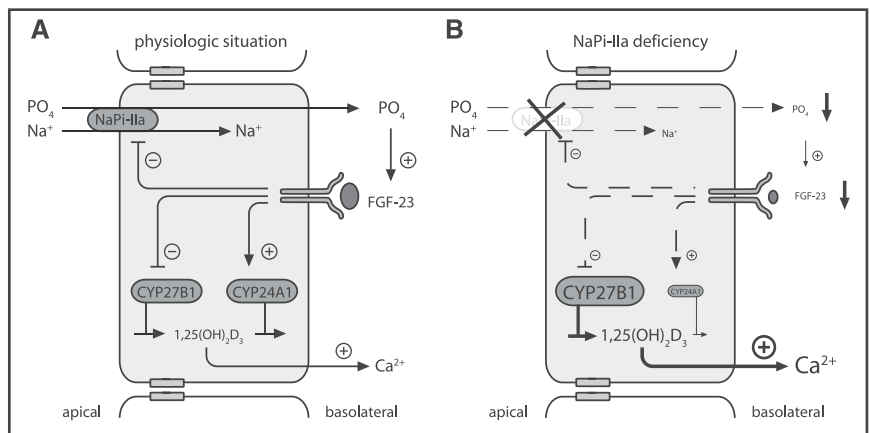 A
physiologic situation
PO4
Na+
NaPi-IIa
Na+
PO4
+
−
FGF-23
−
+
CYP27B1
CYP24A1
1,25(OH)2D3
+
Ca2+
apical
basolateral
B
NaPi-IIa deficiency
PO4
Na+
NaPi-IIa
Na+
PO4
+
−
FGF-23
−
+
CYP27B1
CYP24A1
1,25(OH)2D3
+
Ca2+
apical
basolateral